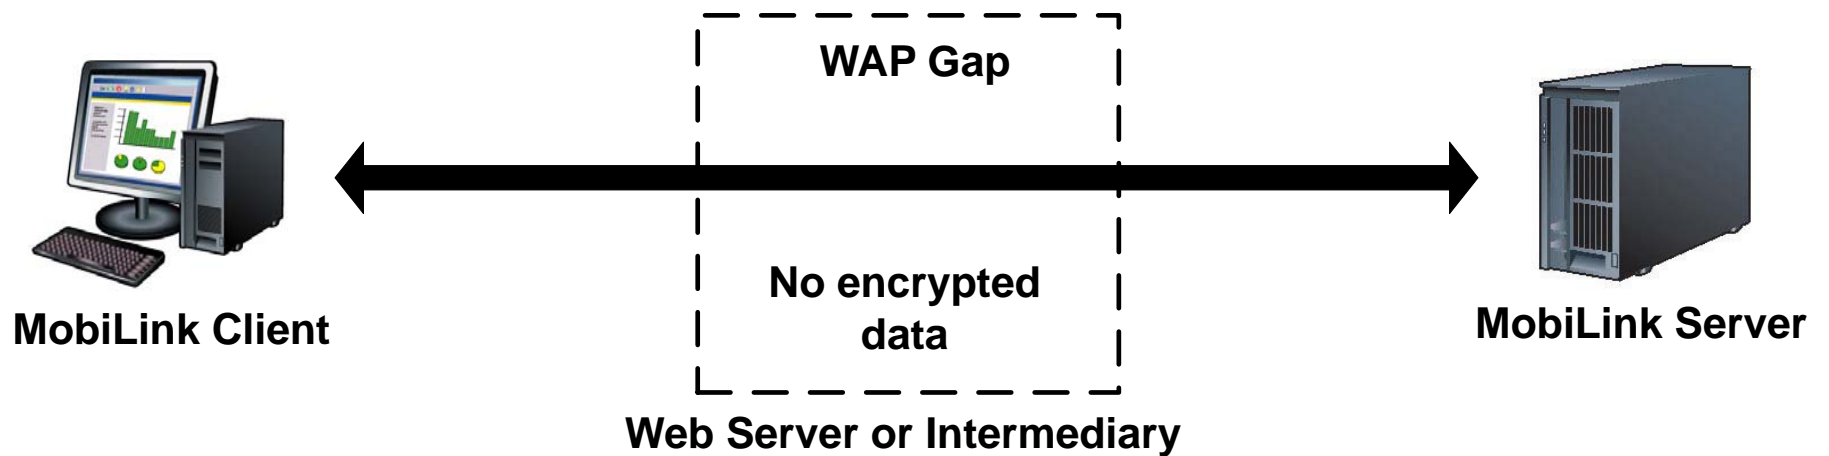 WAP Gap
No encrypted
data
MobiLink Client
MobiLink Server
Web Server or Intermediary